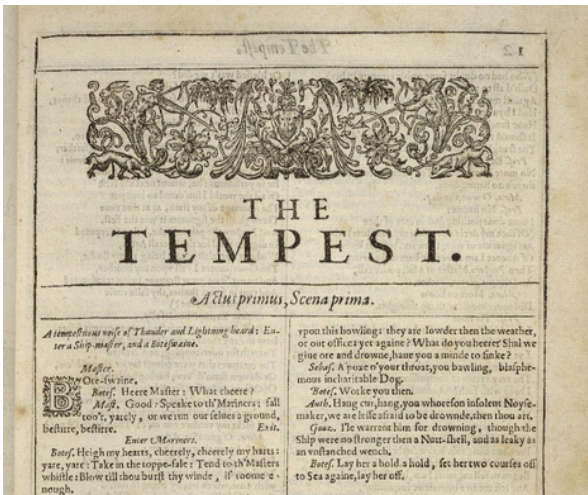 1
THE
TEMPEST.
Actus primus, Scena prima.
A tempestuous noise of Thunder and Lightning heard: En-
ter a Ship-master, and a Boteswaine.
Master.
BOte-swaine.
Botes. Heere Master: What cheere?
Mast. Good: Speake to th'Mariners: fall
too't, yarely, or we run our selues a ground,
bestirre, bestirre. Exit.
Enter Mariners.
Botes. Heigh my hearts, cheerely, cheerely my harts:
yare, yare: Take in the toppe-sale: Tend to th'Masters
whistle: Blow till thou burst thy winde, if roome e-
nough.
vpon this howling: they are lowder then the weather,
or our office: yet againe? What do you heere? Shal we
giue ore and drowne, haue you a minde to sinke?
Sebas. A poxe o'your throat, you bawling, blasphe-
mous incharitable Dog.
Botes. Worke you then.
Anth. Hang cur, hang, you whoreson insolent Noyse-
maker, we are lesse afraid to be drownde, then thou art.
Gonz. I'le warrant him for drowning, though the
Ship were no stronger then a Nutt-shell, and as leaky as
an vnstanched wench.
Botes. Lay her a hold, a hold, set her two courses off
to Sea againe, lay her off.